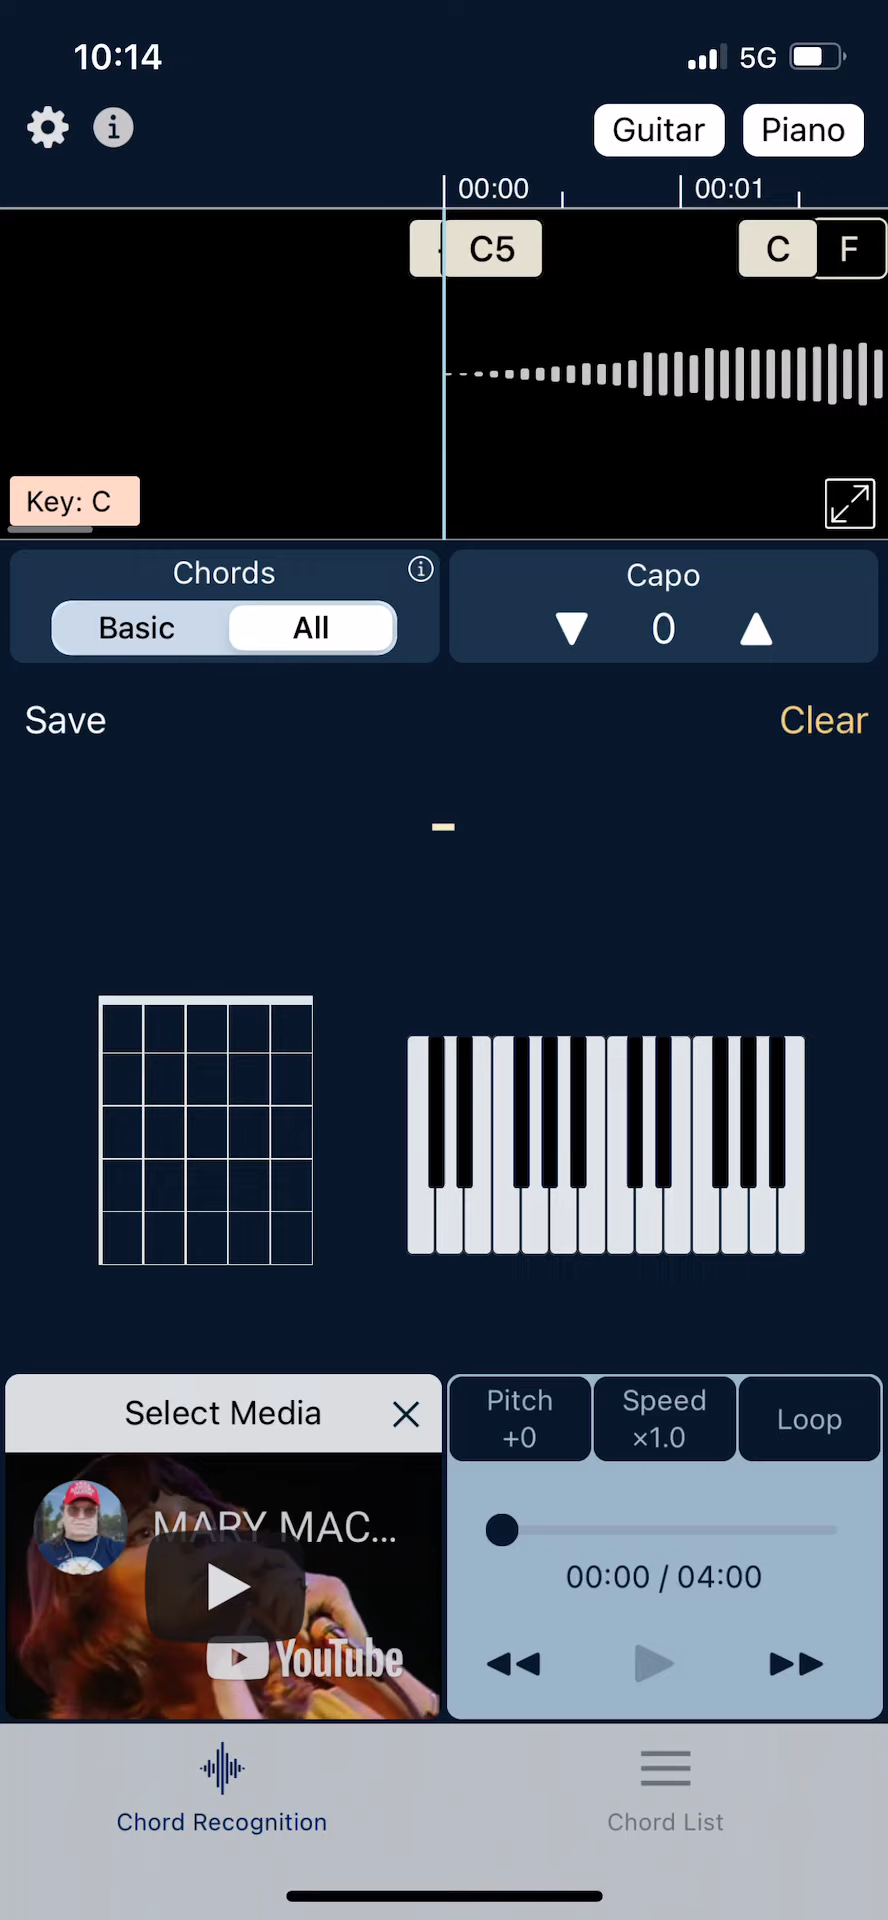 10:14
5G
Guitar
Piano
00:00
00:01
C5
C
F
Key: C
Chords
Capo
Basic
All
0
Save
Clear
-
Select Media
MARY MAC...
YouTube
Pitch
+0
Speed
×1.0
Loop
00:00 / 04:00
Chord Recognition
Chord List